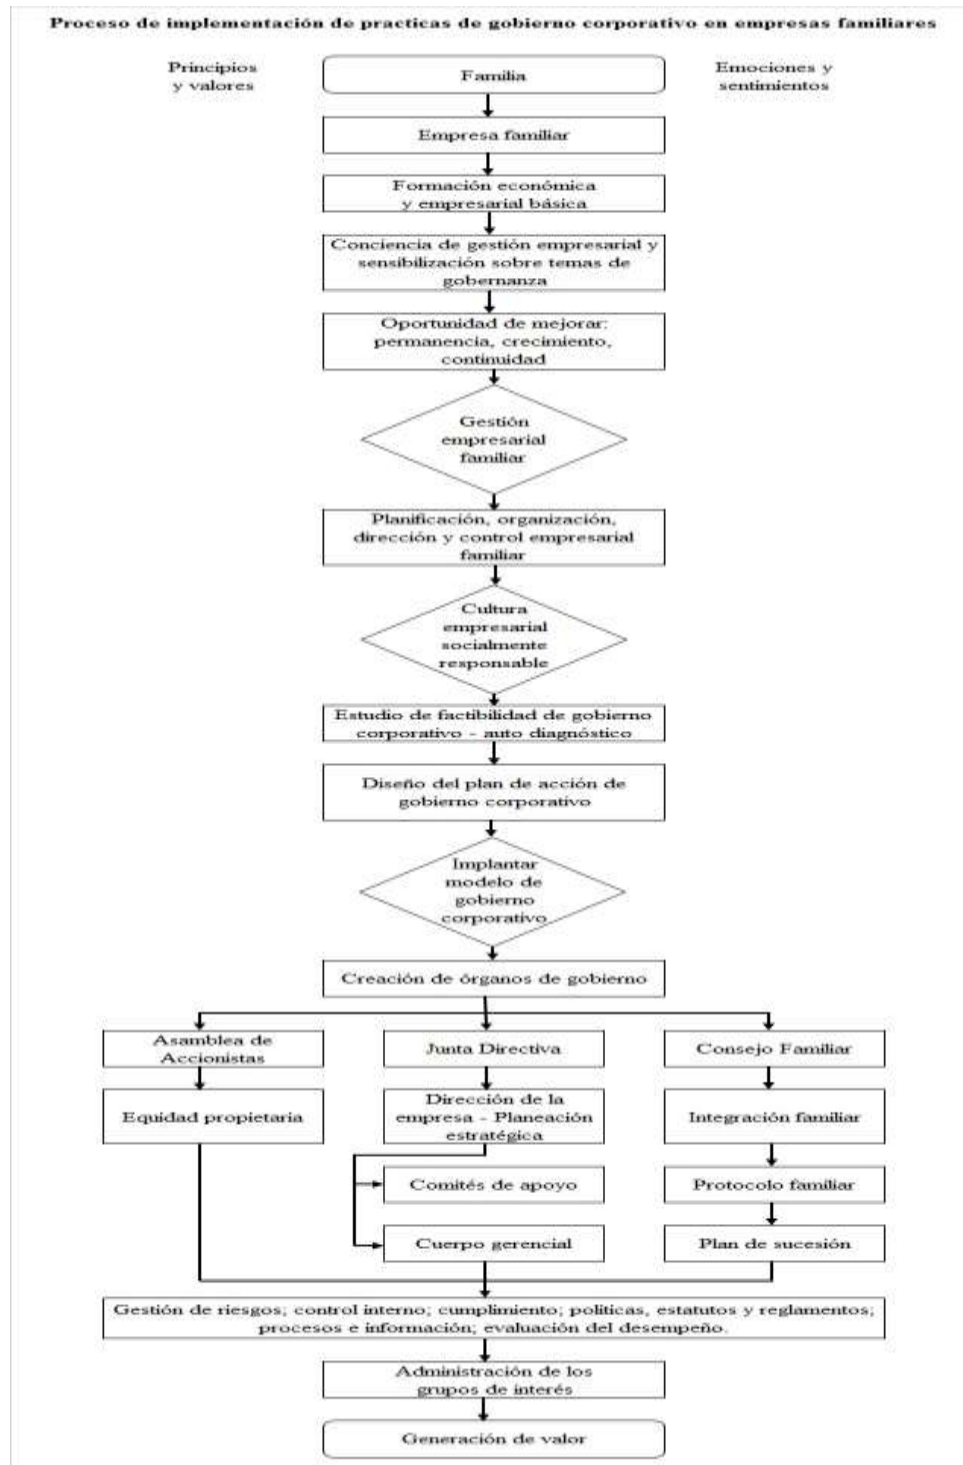 Proceso de implementación de practicas de gobierno corporativo en empresas familiares
Principios
y valores
Familia
Emociones y
sentimientos
Empresa familiar
Formación económica
y empresarial básica
Conciencia de gestión empresarial y
sensibilización sobre temas de
gobernanza
Oportunidad de mejorar:
permanencia, crecimiento,
continuidad
Gestión
empresarial
familiar
Planificación, organización,
dirección y control empresarial
familiar
Cultura
empresarial
socialmente
responsable
Estudio de factibilidad de gobierno
corporativo - auto diagnóstico
Diseño del plan de acción de
gobierno corporativo
Implantar
modelo de
gobierno
corporativo
Creación de órganos de gobierno
Asamblea de
Accionistas
Junta Directiva
Consejo Familiar
Equidad propietaria
Dirección de la
empresa - Planeación
estratégica
Integración familiar
Comités de apoyo
Protocolo familiar
Cuerpo gerencial
Plan de sucesión
Gestión de riesgos; control interno; cumplimiento; políticas, estatutos y reglamentos;
procesos e información; evaluación del desempeño.
Administración de los
grupos de interés
Generación de valor